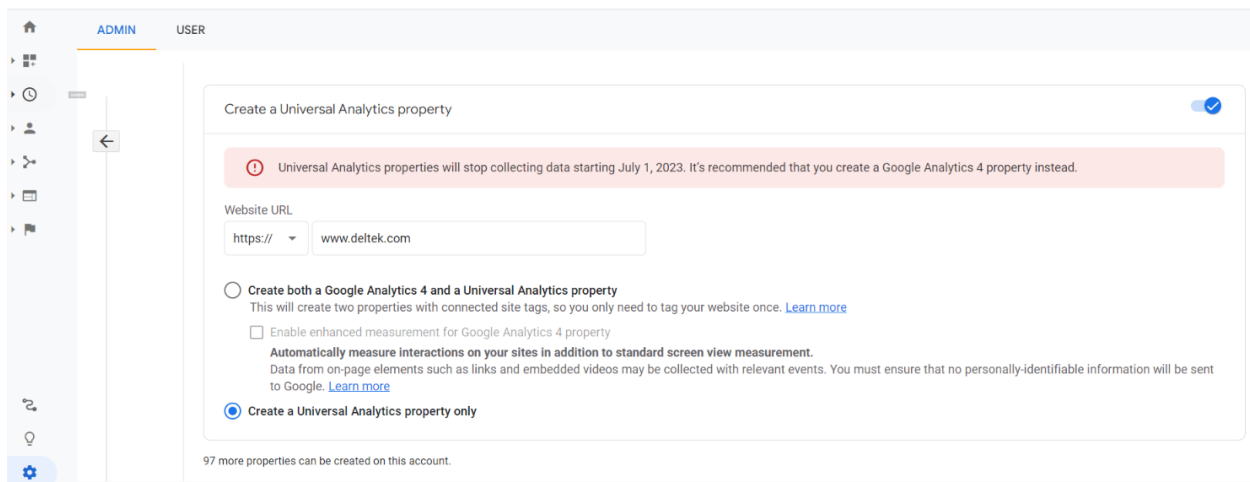 ADMIN USER
Create a Universal Analytics property
Universal Analytics properties will stop collecting data starting July 1, 2023. It's recommended that you create a Google Analytics 4 property instead.
Website URL
https:// www.deltek.com
Create both a Google Analytics 4 and a Universal Analytics property
This will create two properties with connected site tags, so you only need to tag your website once. Learn more
Enable enhanced measurement for Google Analytics 4 property
Automatically measure interactions on your sites in addition to standard screen view measurement.
Data from on-page elements such as links and embedded videos may be collected with relevant events. You must ensure that no personally-identifiable information will be sent
to Google. Learn more
Create a Universal Analytics property only
97 more properties can be created on this account.